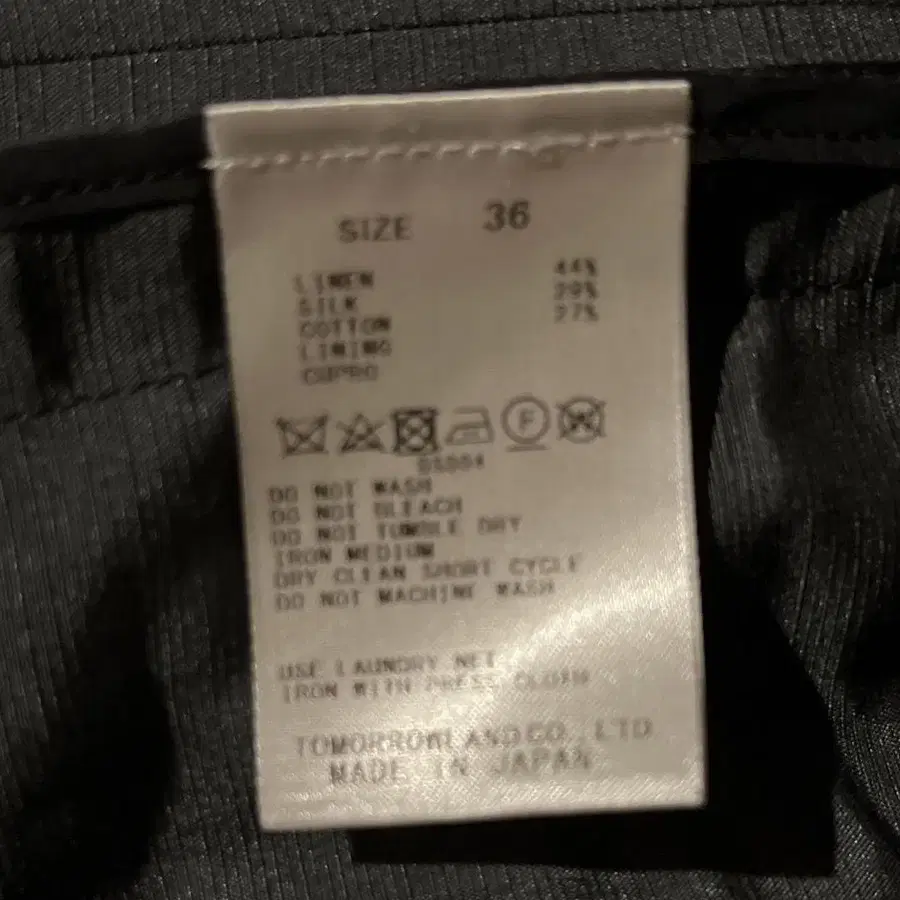 SIZE 36
LINEN 44%
SILK 29%
COTTON 27%
LINING
CUPRO
F
DO NOT WASH
DO NOT BLEACH
DO NOT TUMBLE DRY
IRON MEDIUM
DRY CLEAN SHORT CYCLE
DO NOT MACHINE WASH
USE LAUNDRY NET
IRON WITH PRESS CLOTH
TOMORROWLAND CO., LTD
MADE IN JAPAN